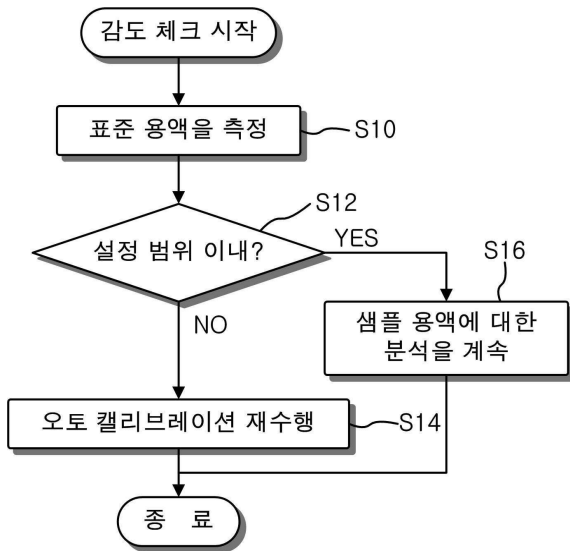 감도 체크 시작
표준 용액을 측정
S10
S12
설정 범위 이내?
YES
S16
샘플 용액에 대한
분석을 계속
NO
오토 캘리브레이션 재수행
S14
종 료